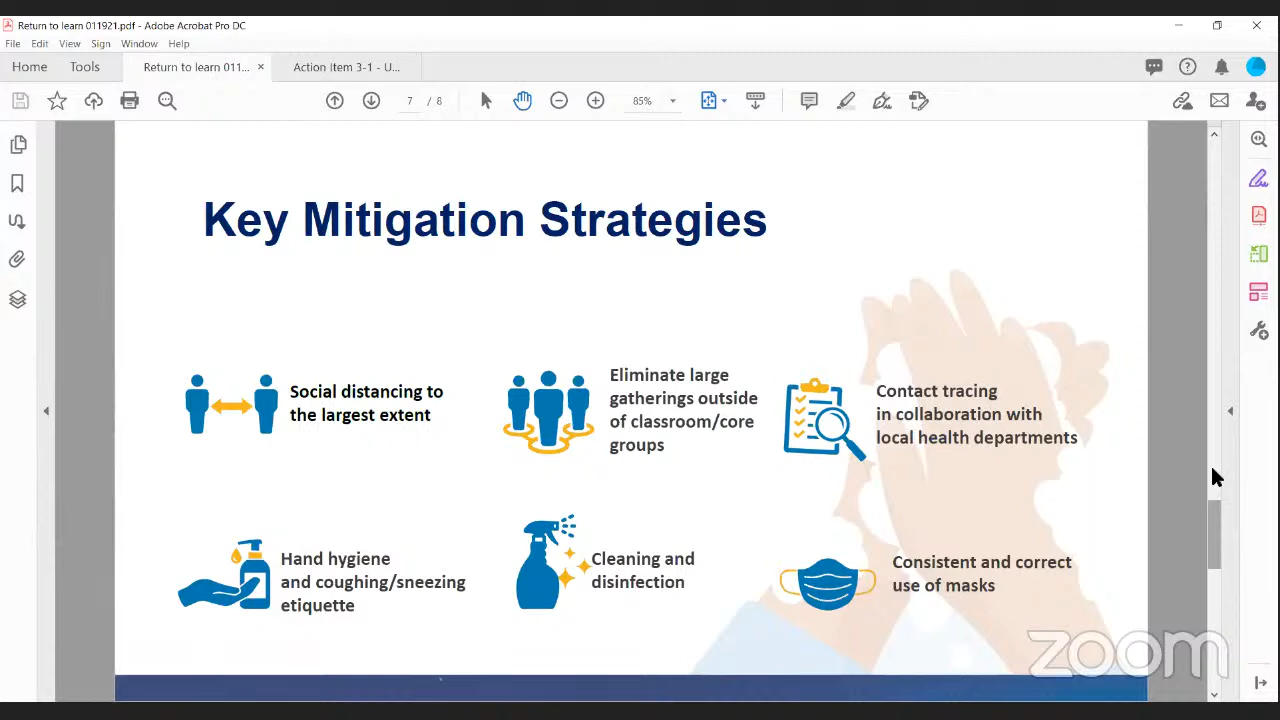 Return to learn 011921.pdf - Adobe Acrobat Pro DC
File Edit View Sign Window Help
Home Tools Return to learn 011... × Action Item 3-1 - U...
7 / 8 85%
Key Mitigation Strategies
Social distancing to
the largest extent
Eliminate large
gatherings outside
of classroom/core
groups
Contact tracing
in collaboration with
local health departments
Hand hygiene
and coughing/sneezing
etiquette
Cleaning and
disinfection
Consistent and correct
use of masks
zoom